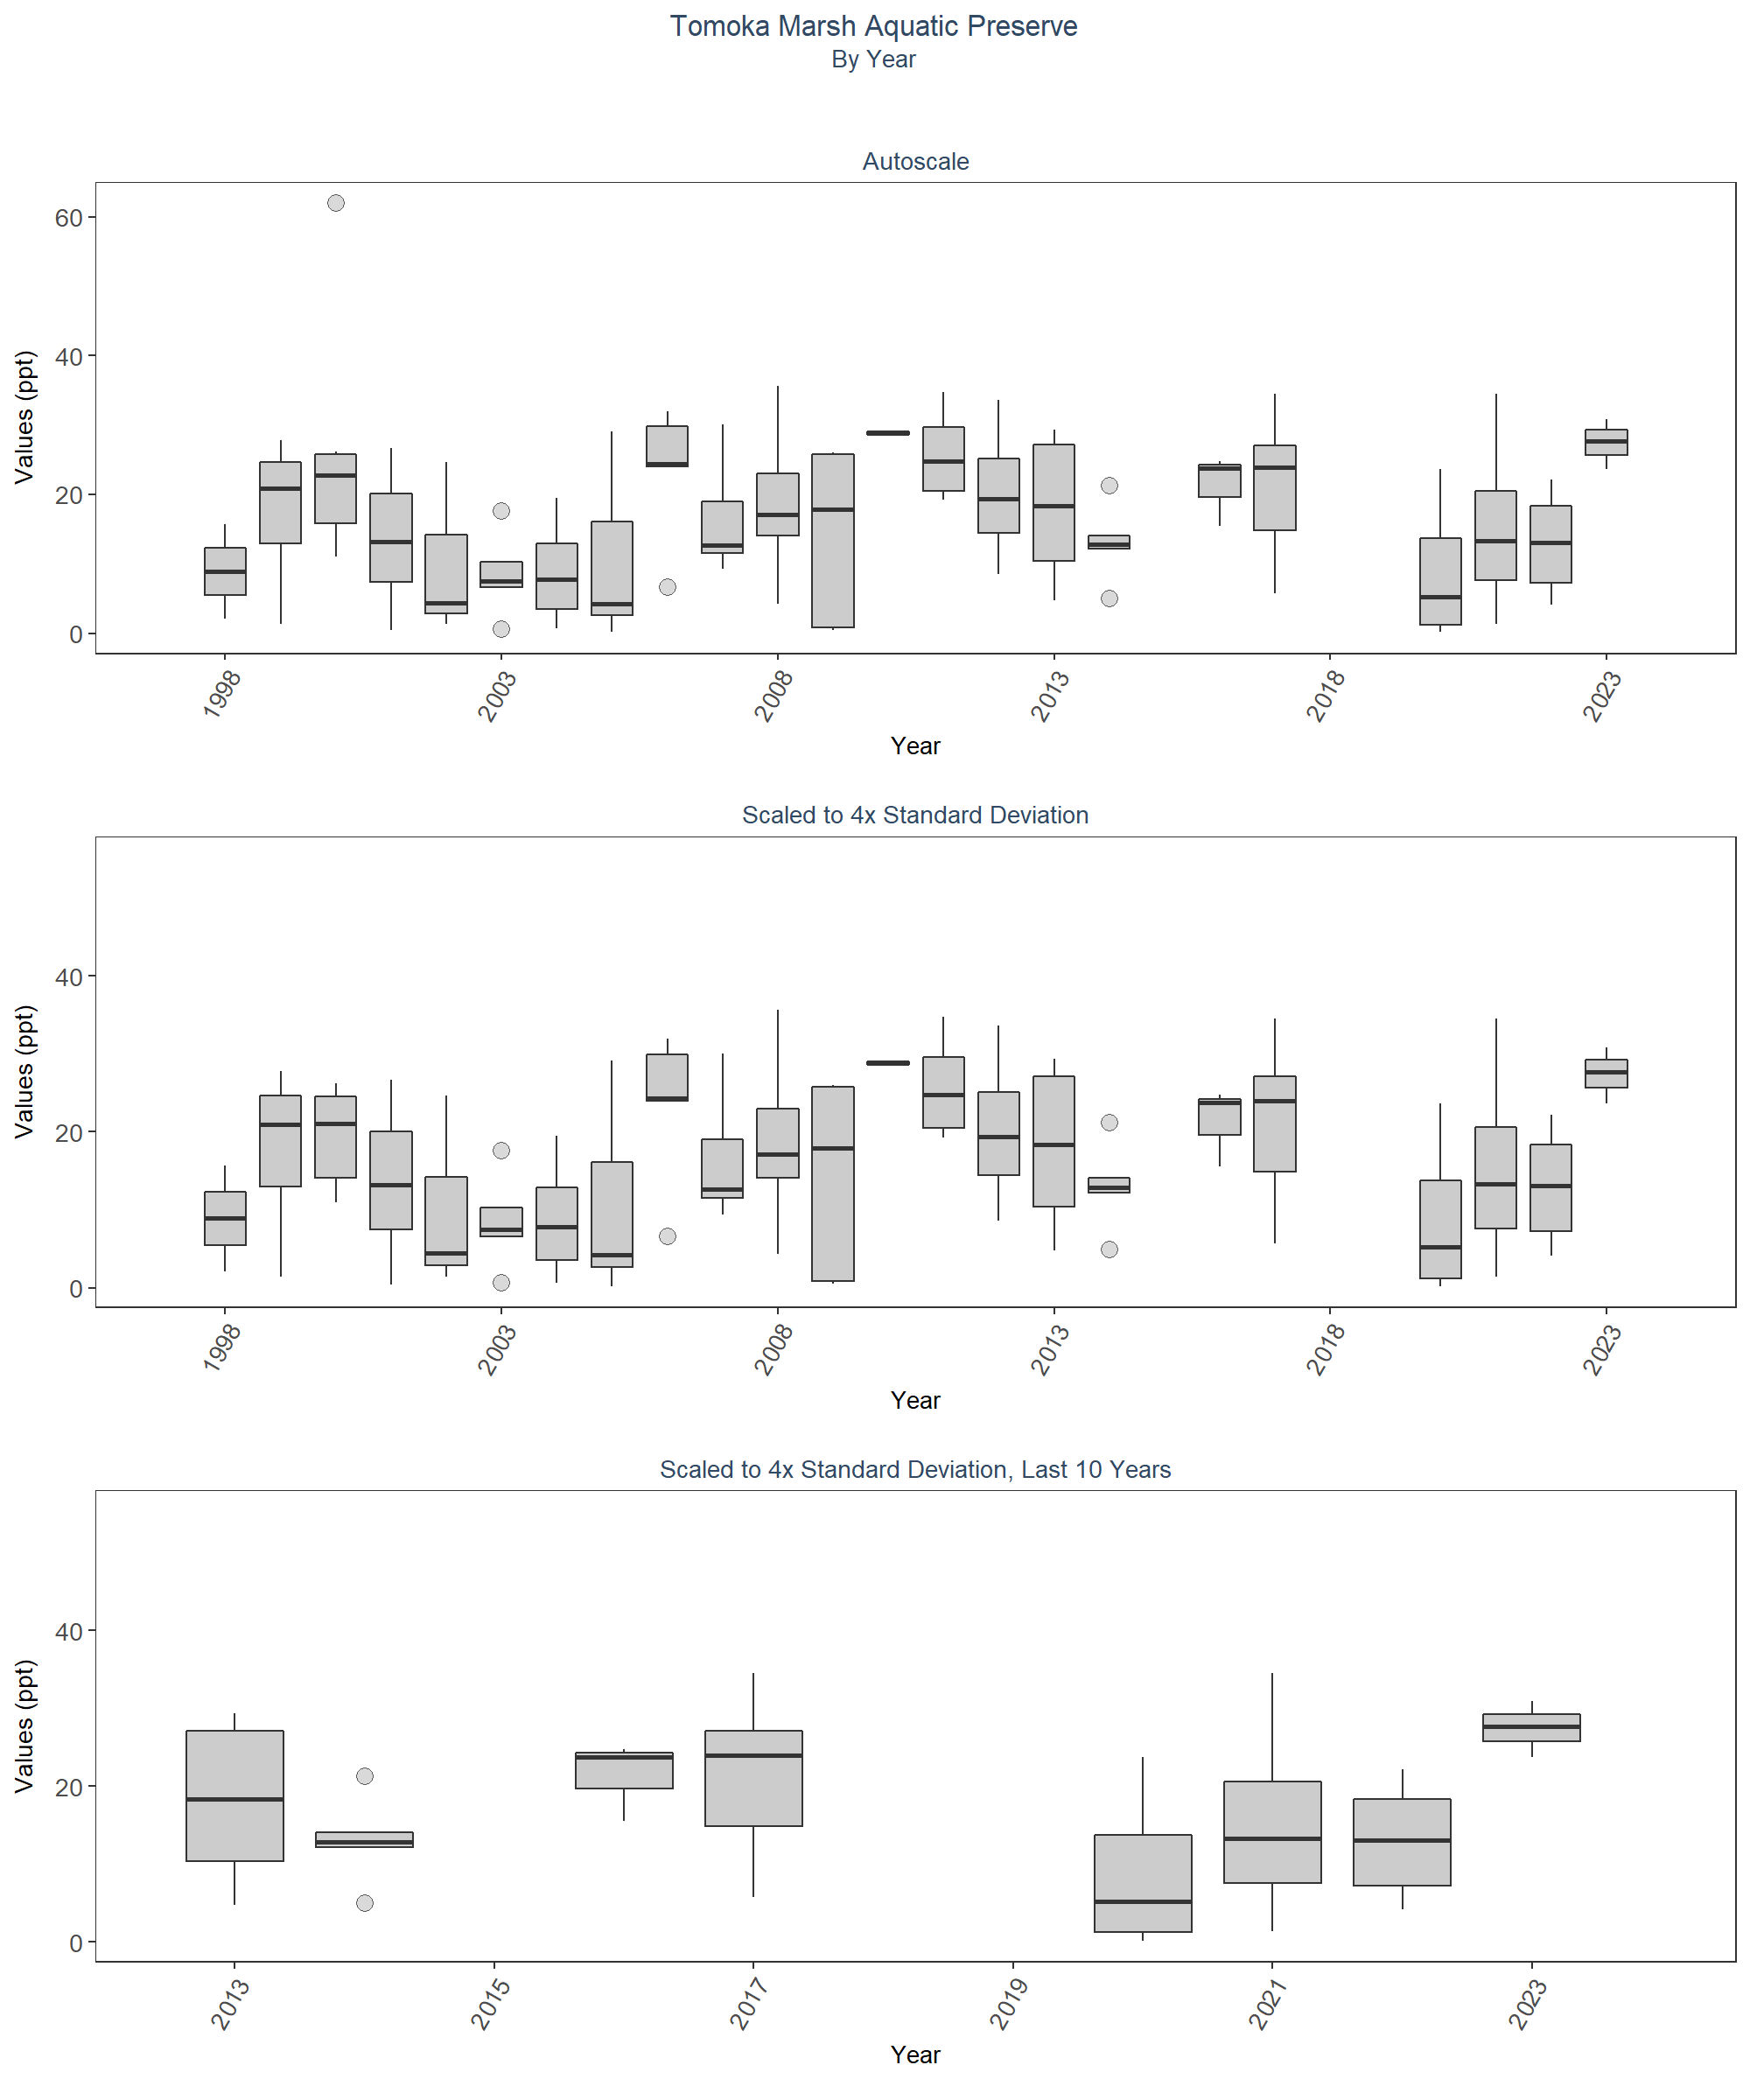 Tomoka Marsh Aquatic Preserve
By Year
Autoscale
Values (ppt)
60
40
20
0
1998 2003 2008 2013 2018 2023
Year
Scaled to 4x Standard Deviation
Values (ppt)
40
20
0
1998 2003 2008 2013 2018 2023
Year
Scaled to 4x Standard Deviation, Last 10 Years
Values (ppt)
40
20
0
2013 2015 2017 2019 2021 2023
Year